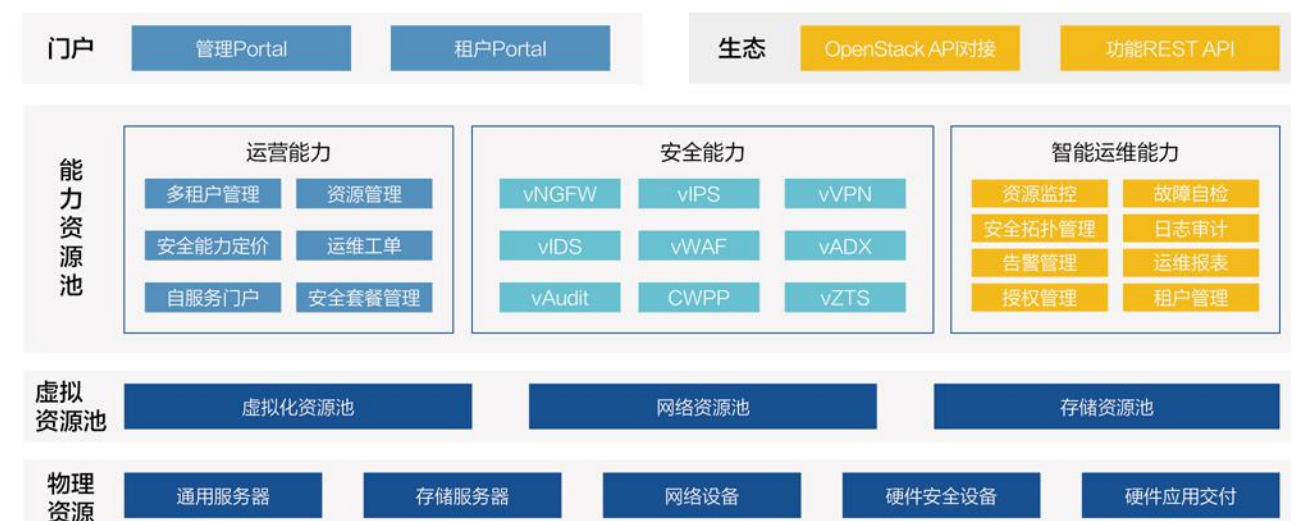 门户 管理Portal 租户Portal 生态 OpenStack API对接 功能REST API
能力资源池
运营能力
多租户管理 资源管理
安全能力定价 运维工单
自服务门户 安全套餐管理
安全能力
vNGFW vIPS vVPN
vIDS vWAF vADX
vAudit CWPP vZTS
智能运维能力
资源监控 故障自检
安全拓扑管理 日志审计
告警管理 运维报表
授权管理 租户管理
虚拟
资源池
虚拟化资源池 网络资源池 存储资源池
物理
资源
通用服务器 存储服务器 网络设备 硬件安全设备 硬件应用交付